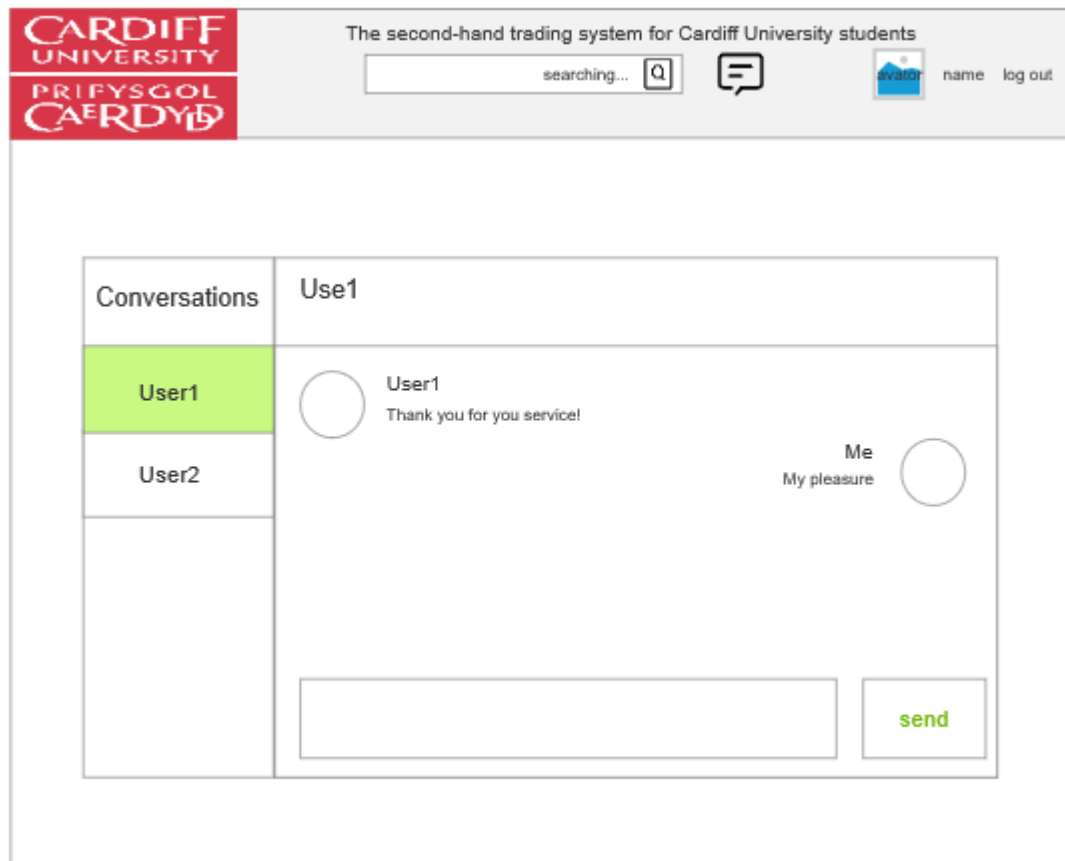 CARDIFF
UNIVERSITY
PRIFYSGOL
CAERDYDD
The second-hand trading system for Cardiff University students
searching...
avator
name
log out
Conversations
Use1
User1
User2
User1
Thank you for you service!
Me
My pleasure
send